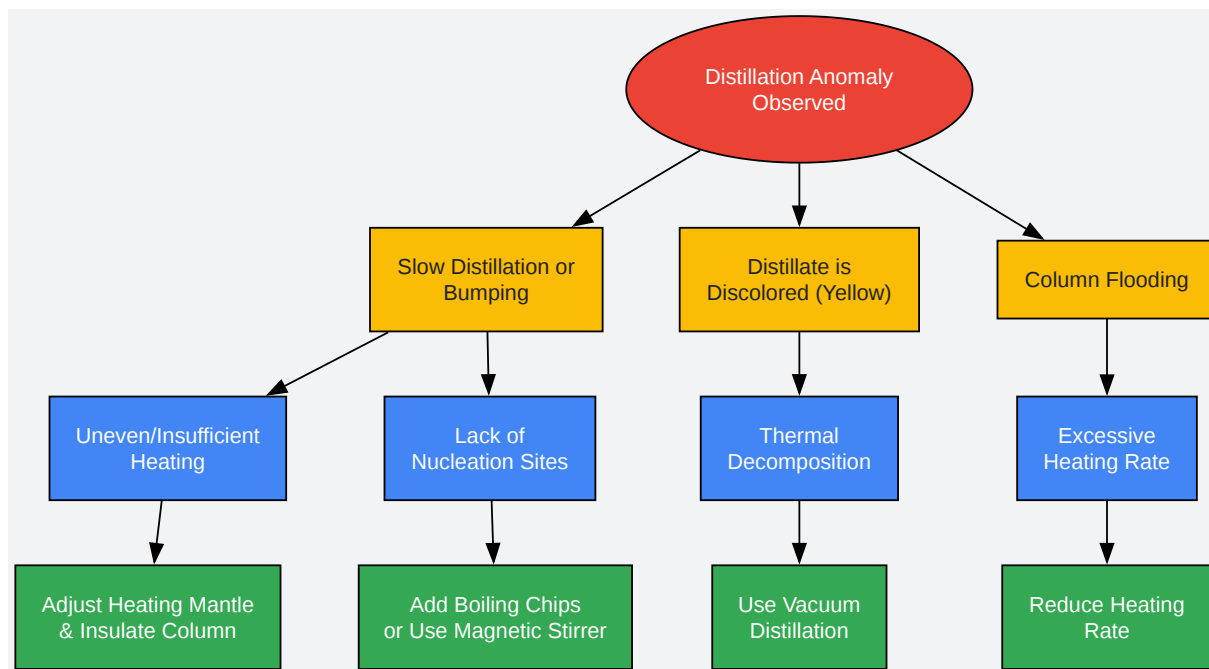 Distillation Anomaly
Observed
Slow Distillation or
Bumping
Distillate is
Discolored (Yellow)
Column Flooding
Uneven/Insufficient
Heating
Lack of
Nucleation Sites
Thermal
Decomposition
Excessive
Heating Rate
Adjust Heating Mantle
& Insulate Column
Add Boiling Chips
or Use Magnetic Stirrer
Use Vacuum
Distillation
Reduce Heating
Rate